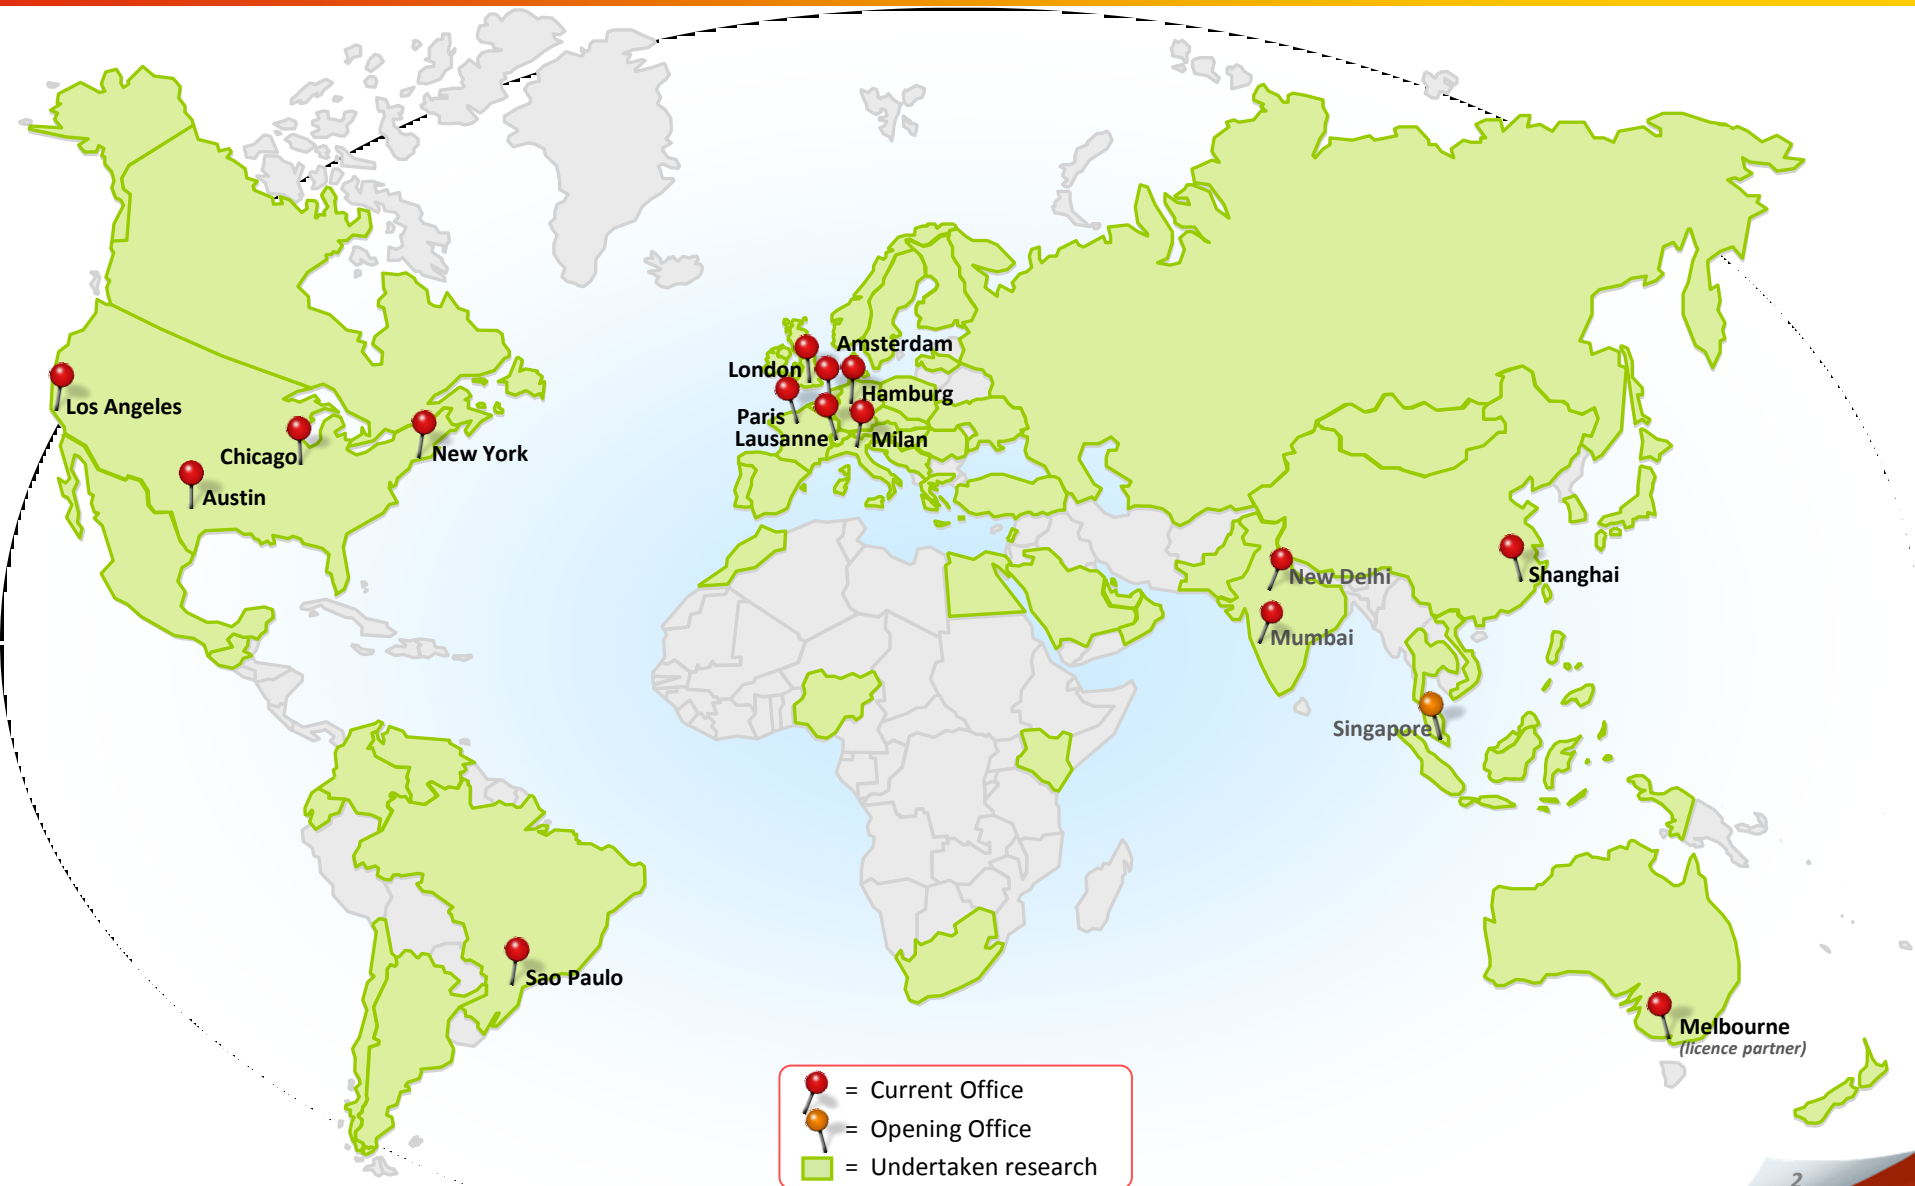 Amsterdam
London
Hamburg
Paris
Lausanne
Milan
Los Angeles
Chicago
New York
Austin
New Delhi
Shanghai
Mumbai
Singapore
Sao Paulo
Melbourne
(licence partner)
= Current Office
= Opening Office
= Undertaken research
2